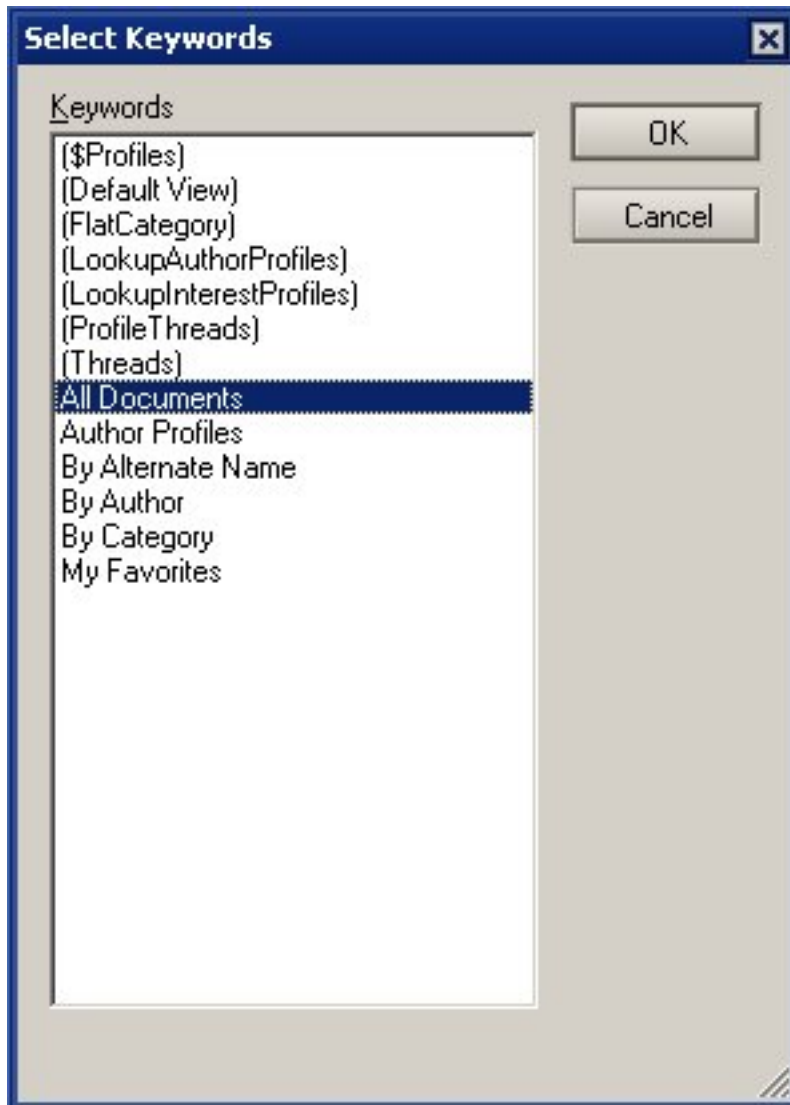 Select Keywords
Keywords
($Profiles)
(Default View)
(FlatCategory)
(LookupAuthorProfiles)
(LookupInterestProfiles)
(ProfileThreads)
(Threads)
All Documents
Author Profiles
By Alternate Name
By Author
By Category
My Favorites
OK
Cancel